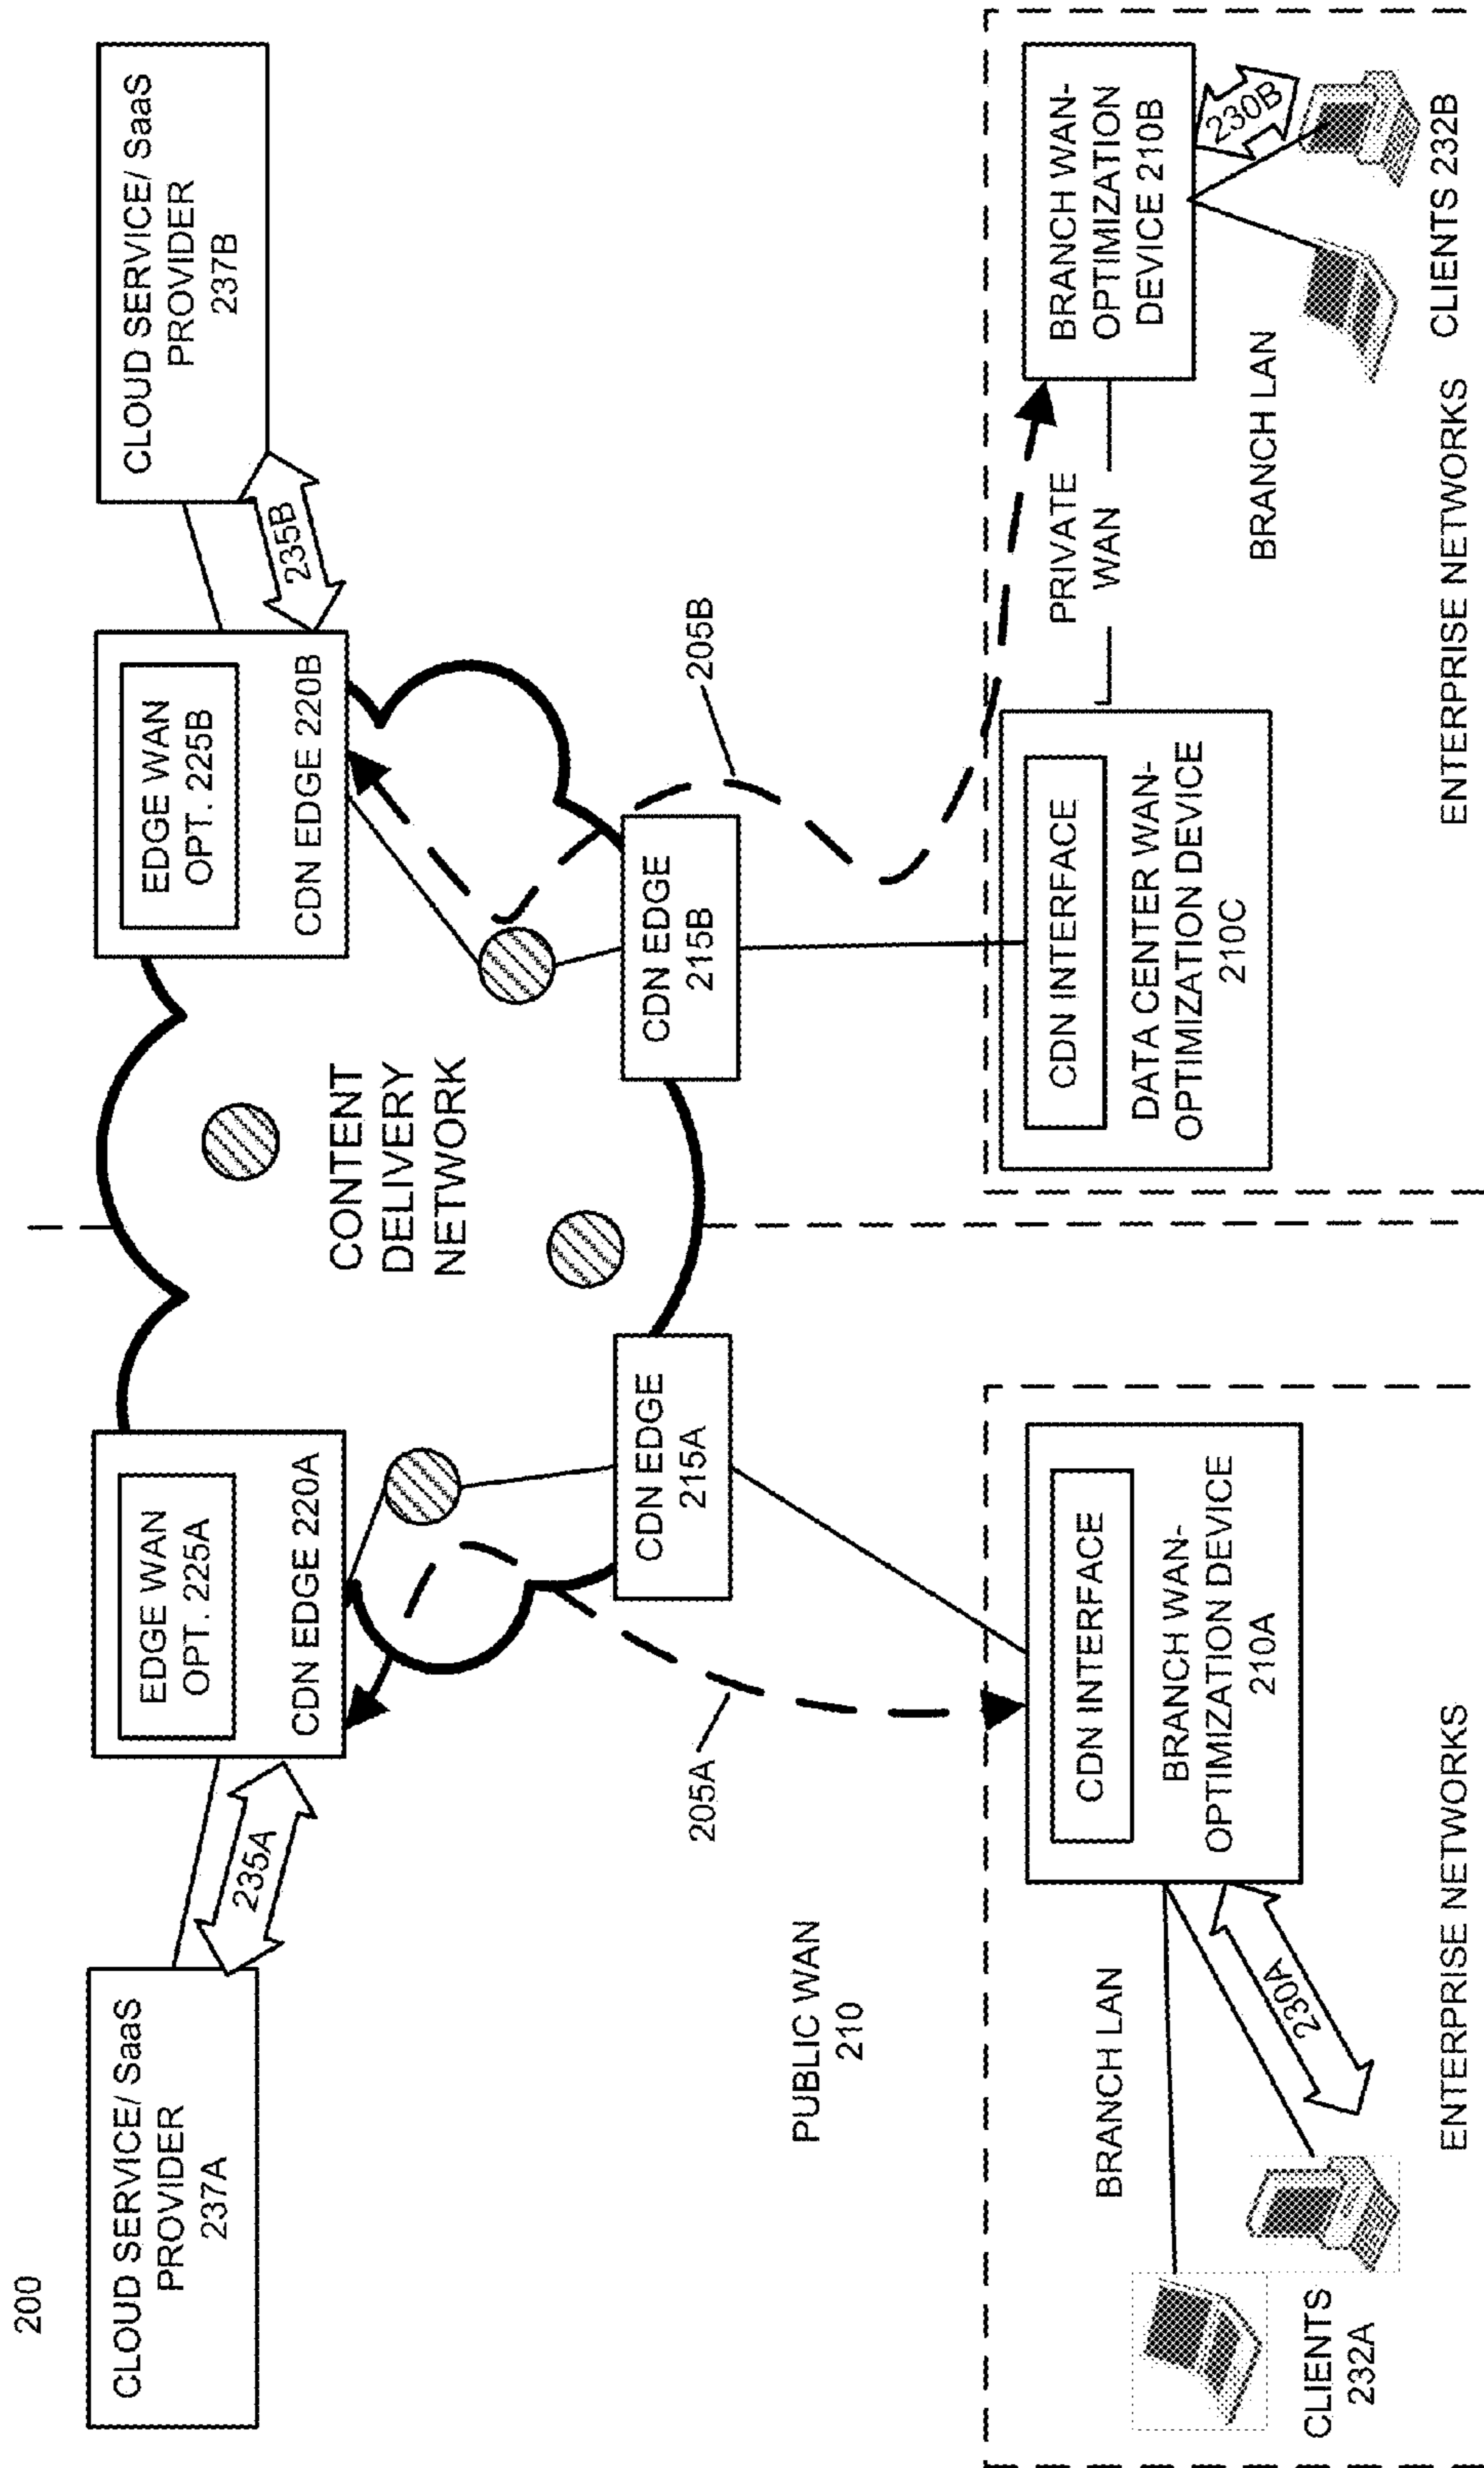 200
CLOUD SERVICE/ SaaS
PROVIDER
237A
235A
EDGE WAN
OPT. 225A
CDN EDGE 220A
EDGE WAN
OPT. 225B
CDN EDGE 220B
235B
CLOUD SERVICE/ SaaS
PROVIDER
237B
CONTENT
DELIVERY
NETWORK
CDN EDGE
215A
CDN EDGE
215B
205A
205B
PUBLIC WAN
210
CDN INTERFACE
BRANCH WAN-
OPTIMIZATION DEVICE
210A
BRANCH LAN
230A
CLIENTS
232A
ENTERPRISE NETWORKS
CDN INTERFACE
DATA CENTER WAN-
OPTIMIZATION DEVICE
210C
PRIVATE
WAN
BRANCH WAN-
OPTIMIZATION
DEVICE 210B
230B
BRANCH LAN
CLIENTS 232B
ENTERPRISE NETWORKS